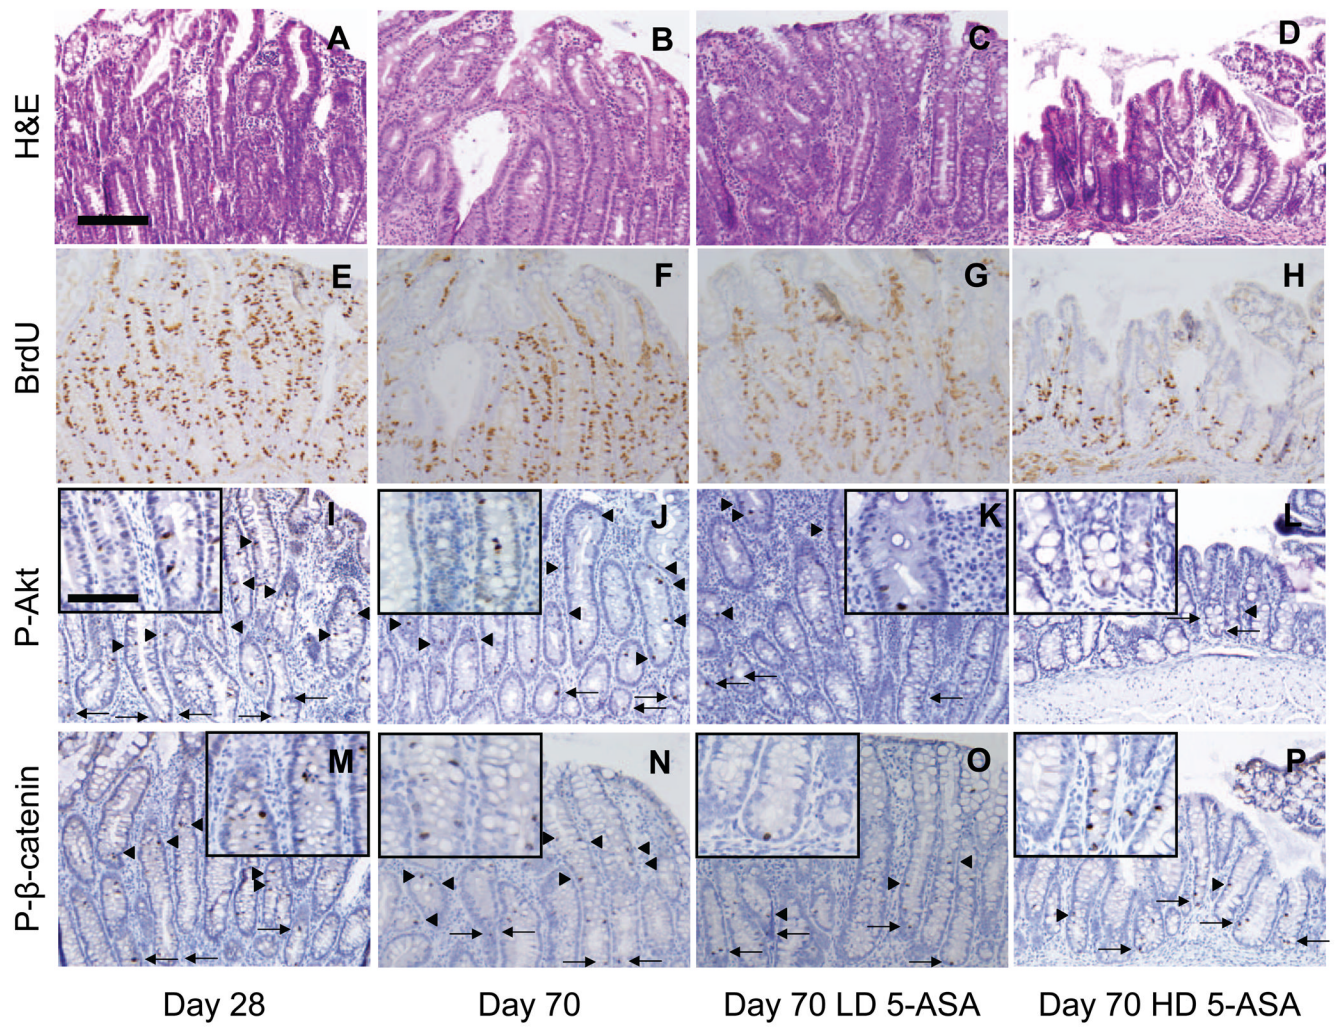 H&E
A
B
C
D
BrdU
E
F
G
H
P-Akt
I
J
K
L
P-β-catenin
M
N
O
P
Day 28
Day 70
Day 70 LD 5-ASA
Day 70 HD 5-ASA